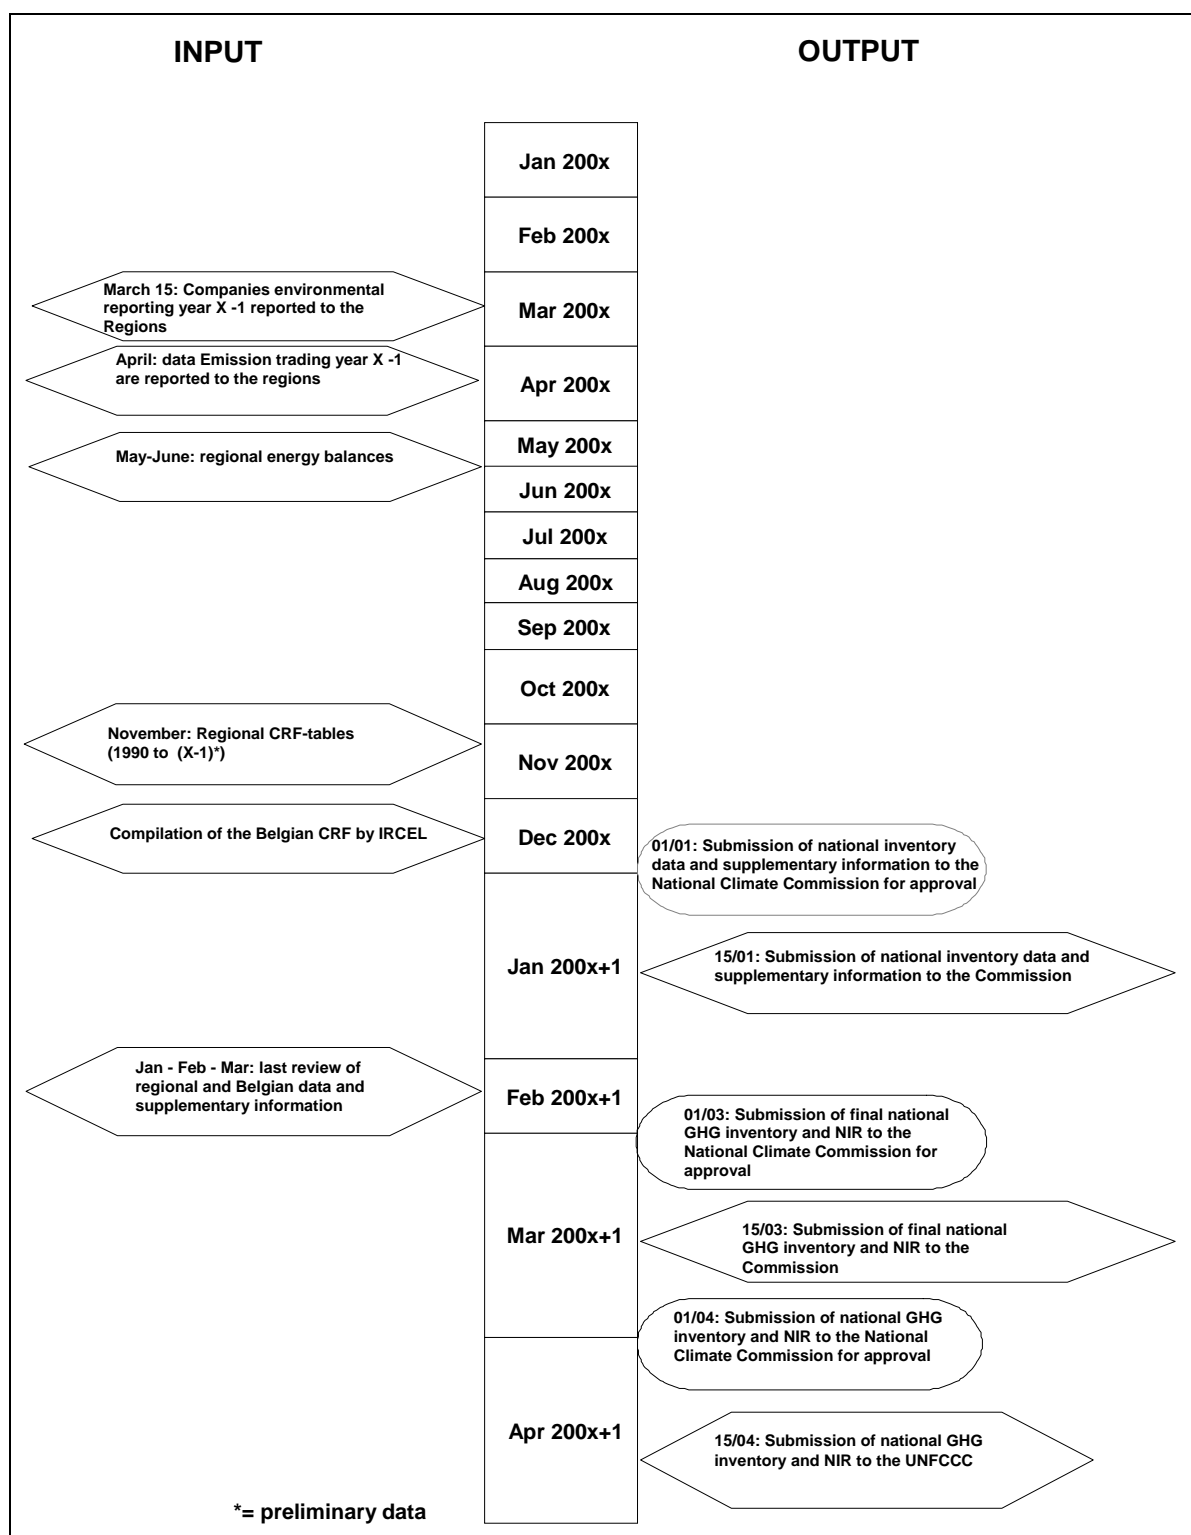 INPUT
OUTPUT
Jan 200x
Feb 200x
March 15: Companies environmental
reporting year X -1 reported to the
Regions
Mar 200x
April: data Emission trading year X -1
are reported to the regions
Apr 200x
May-June: regional energy balances
May 200x
Jun 200x
Jul 200x
Aug 200x
Sep 200x
Oct 200x
November: Regional CRF-tables
(1990 to (X-1)*)
Nov 200x
Compilation of the Belgian CRF by IRCEL
Dec 200x
01/01: Submission of national inventory
data and supplementary information to the
National Climate Commission for approval
Jan 200x+1
15/01: Submission of national inventory data and
supplementary information to the Commission
Jan - Feb - Mar: last review of
regional and Belgian data and
supplementary information
Feb 200x+1
01/03: Submission of final national
GHG inventory and NIR to the
National Climate Commission for
approval
Mar 200x+1
15/03: Submission of final national
GHG inventory and NIR to the
Commission
01/04: Submission of national GHG
inventory and NIR to the National
Climate Commission for approval
Apr 200x+1
15/04: Submission of national GHG
inventory and NIR to the UNFCCC
*= preliminary data